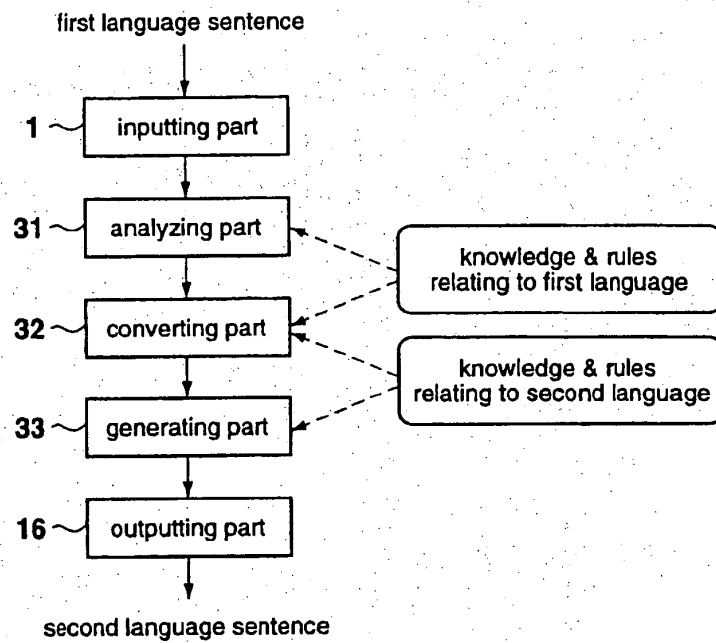 first language sentence
1 inputting part
31 analyzing part
knowledge & rules
relating to first language
32 converting part
knowledge & rules
relating to second language
33 generating part
16 outputting part
second language sentence